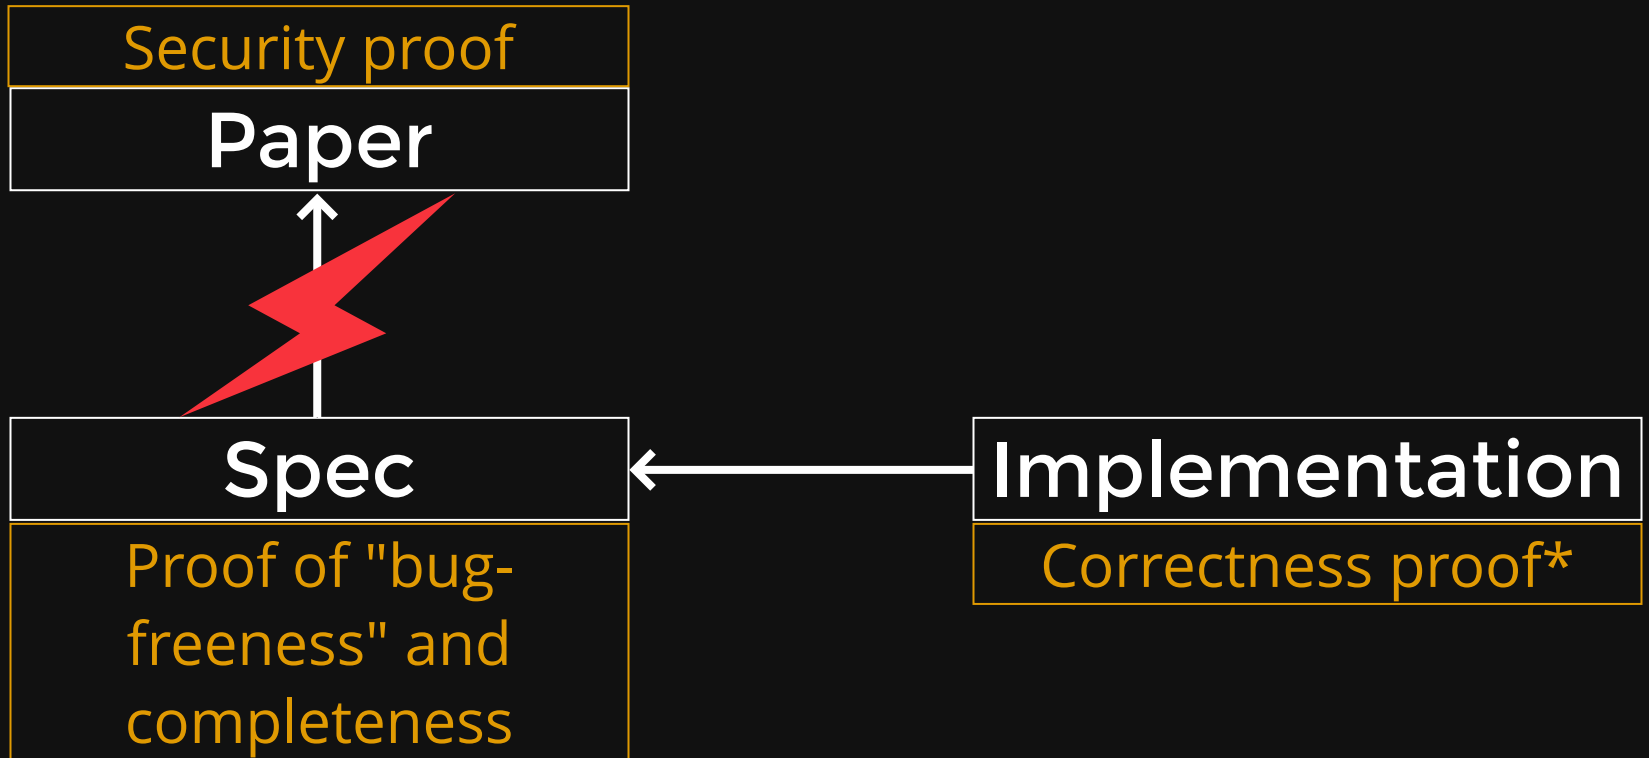 Security proof
Paper
Spec
Implementation
Proof of "bug-
freeness" and
completeness
Correctness proof*